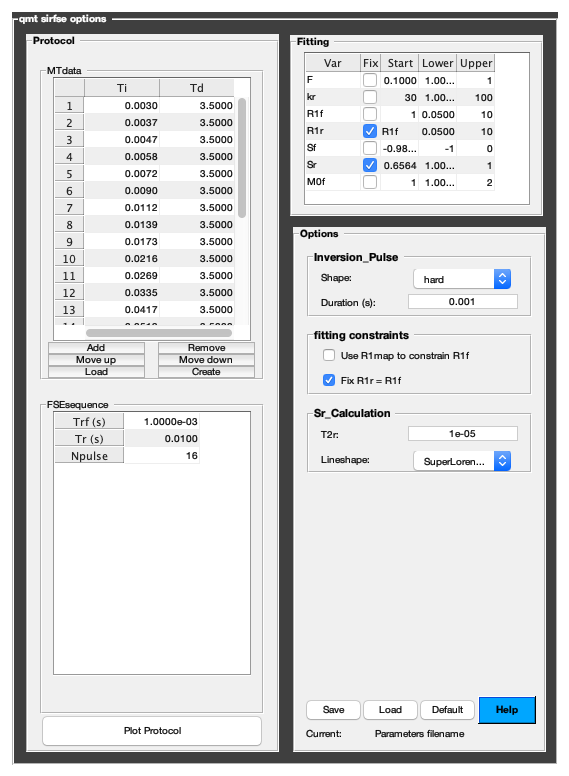 qmt sirfse options
Protocol
MTdata
Ti Td
1 0.0030 3.5000
2 0.0037 3.5000
3 0.0047 3.5000
4 0.0058 3.5000
5 0.0072 3.5000
6 0.0090 3.5000
7 0.0112 3.5000
8 0.0139 3.5000
9 0.0173 3.5000
10 0.0216 3.5000
11 0.0269 3.5000
12 0.0335 3.5000
13 0.0417 3.5000
Add Remove
Move up Move down
Load Create
FSEsequence
Trf (s) 1.0000e-03
Tr (s) 0.0100
Npulse 16
Plot Protocol
Fitting
Var Fix Start Lower Upper
F 0.1000 1.00... 1
kr 30 1.00... 100
R1f 1 0.0500 10
R1r R1f 0.0500 10
Sf -0.98... -1 0
Sr 0.6564 1.00... 1
M0f 1 1.00... 2
Options
Inversion_Pulse
Shape: hard
Duration (s): 0.001
fitting constraints
Use R1map to constrain R1f
Fix R1r = R1f
Sr_Calculation
T2r: 1e-05
Lineshape: SuperLoren...
Save Load Default Help
Current: Parameters filename